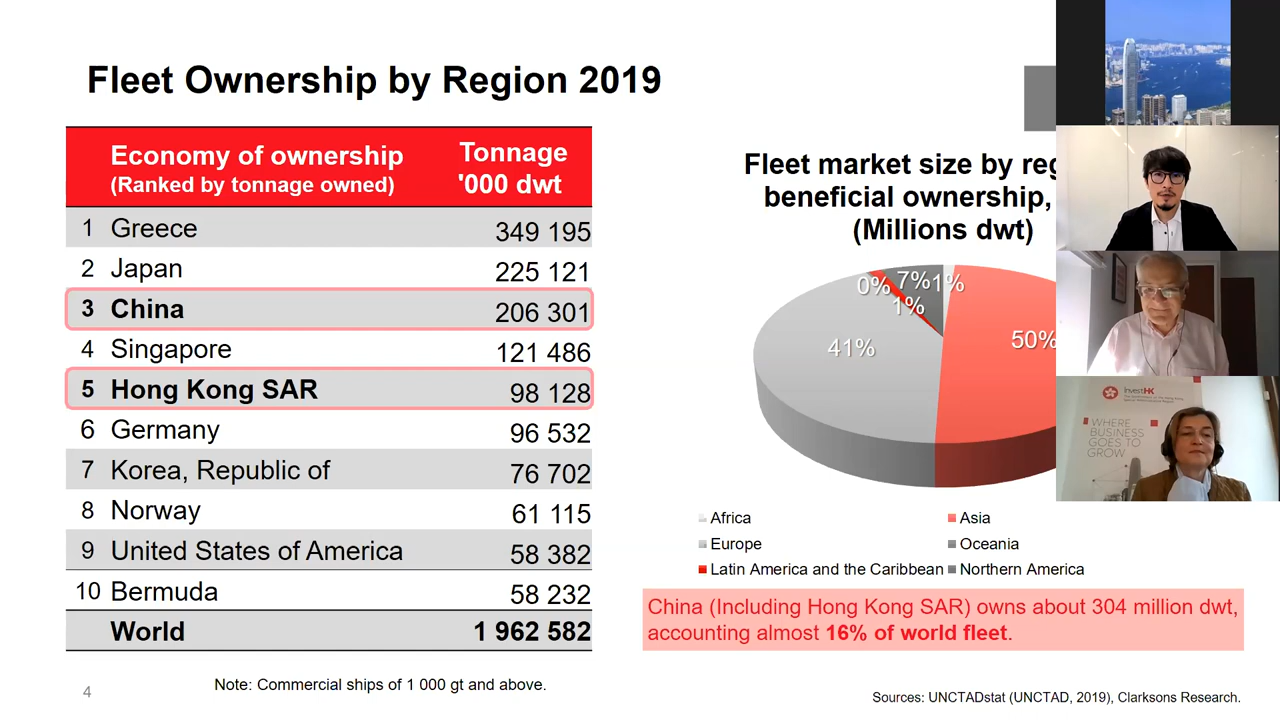 Fleet Ownership by Region 2019
Economy of ownership
(Ranked by tonnage owned)
Tonnage
'000 dwt
1 Greece 349 195
2 Japan 225 121
3 China 206 301
4 Singapore 121 486
5 Hong Kong SAR 98 128
6 Germany 96 532
7 Korea, Republic of 76 702
8 Norway 61 115
9 United States of America 58 382
10 Bermuda 58 232
World 1 962 582
Note: Commercial ships of 1 000 gt and above.
4
Fleet market size by
beneficial ownership,
(Millions dwt)
0% 7% 1%
1%
41%
50%
Africa
Asia
Europe
Oceania
Latin America and the Caribbean
Northern America
China (Including Hong Kong SAR) owns about 304 million dwt,
accounting almost 16% of world fleet.
Sources: UNCTADstat (UNCTAD, 2019), Clarksons Research.
InvestHK
WHERE
BUSINESS
GOES TO
GROW